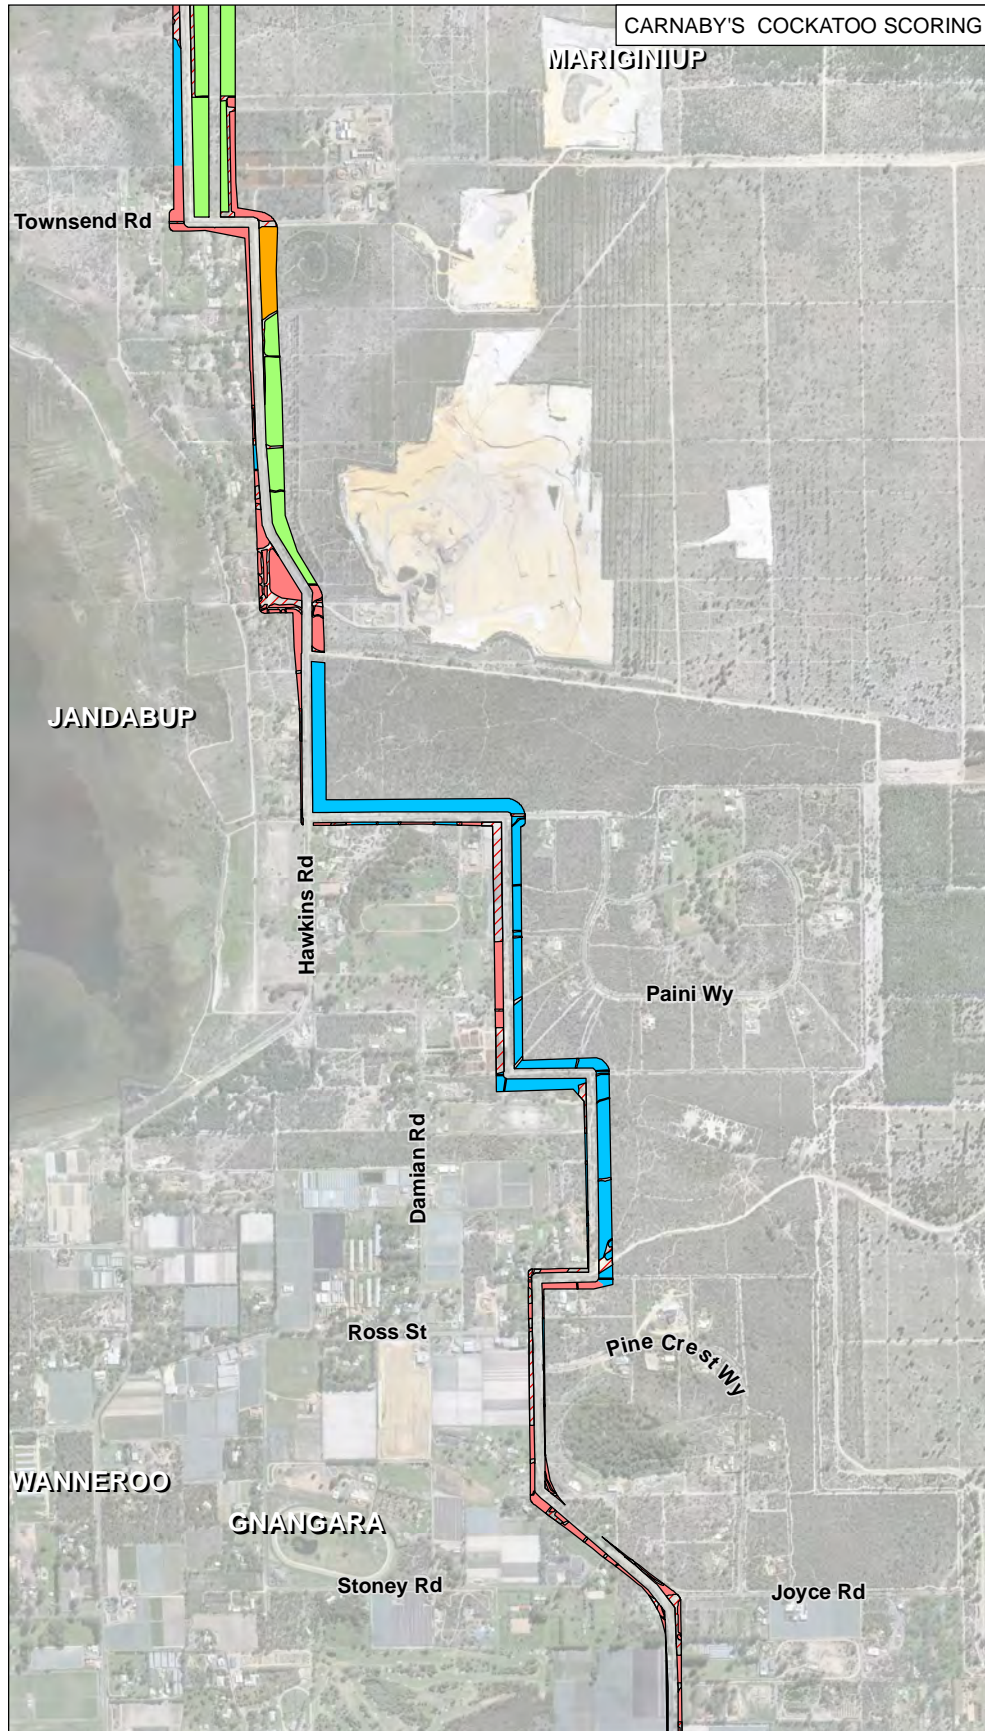 CARNABY'S COCKATOO SCORING
MARIGINIUP
Townsend Rd
JANDABUP
Hawkins Rd
Paini Wy
Damian Rd
Ross St
Pine Crest Wy
WANNEROO
GNANGARA
Stoney Rd
Joyce Rd